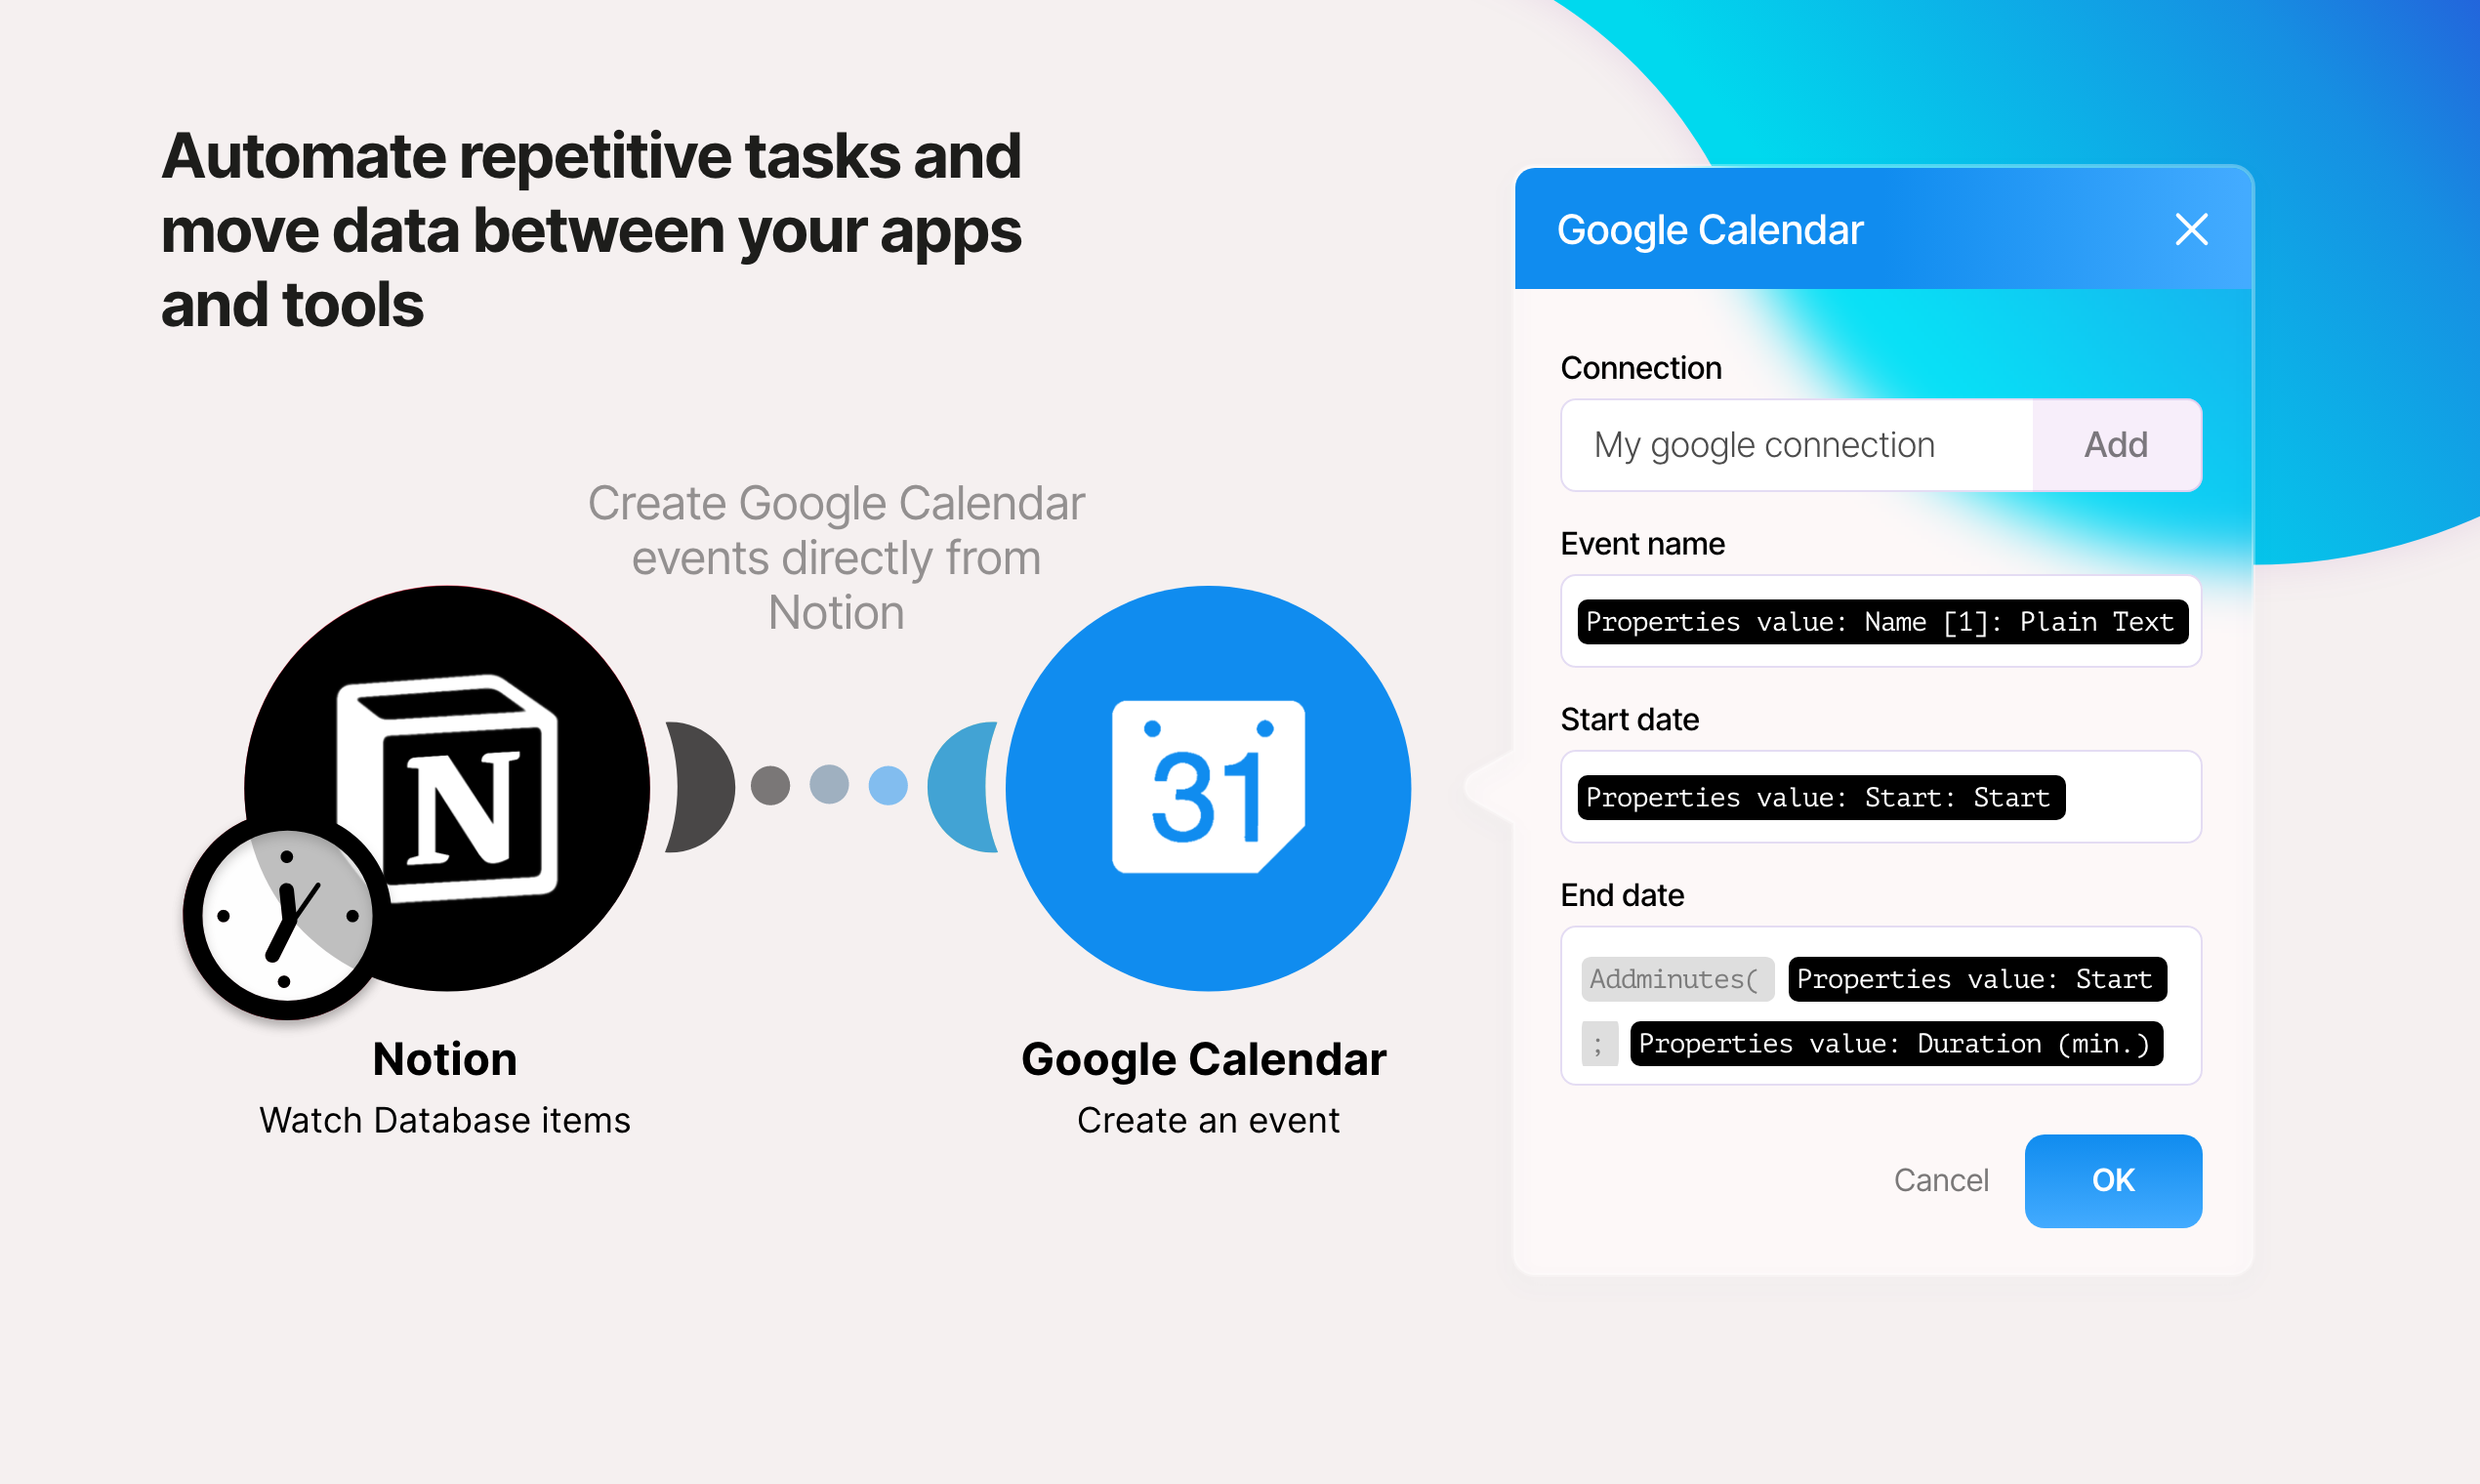 Automate repetitive tasks and
move data between your apps
and tools
Create Google Calendar
events directly from
Notion
N
31
Notion
Watch Database items
Google Calendar
Create an event
Google Calendar
Connection
My google connection
Add
Event name
Properties value: Name [1]: Plain Text
Start date
Properties value: Start: Start
End date
Addminutes( Properties value: Start
; Properties value: Duration (min.)
Cancel
OK